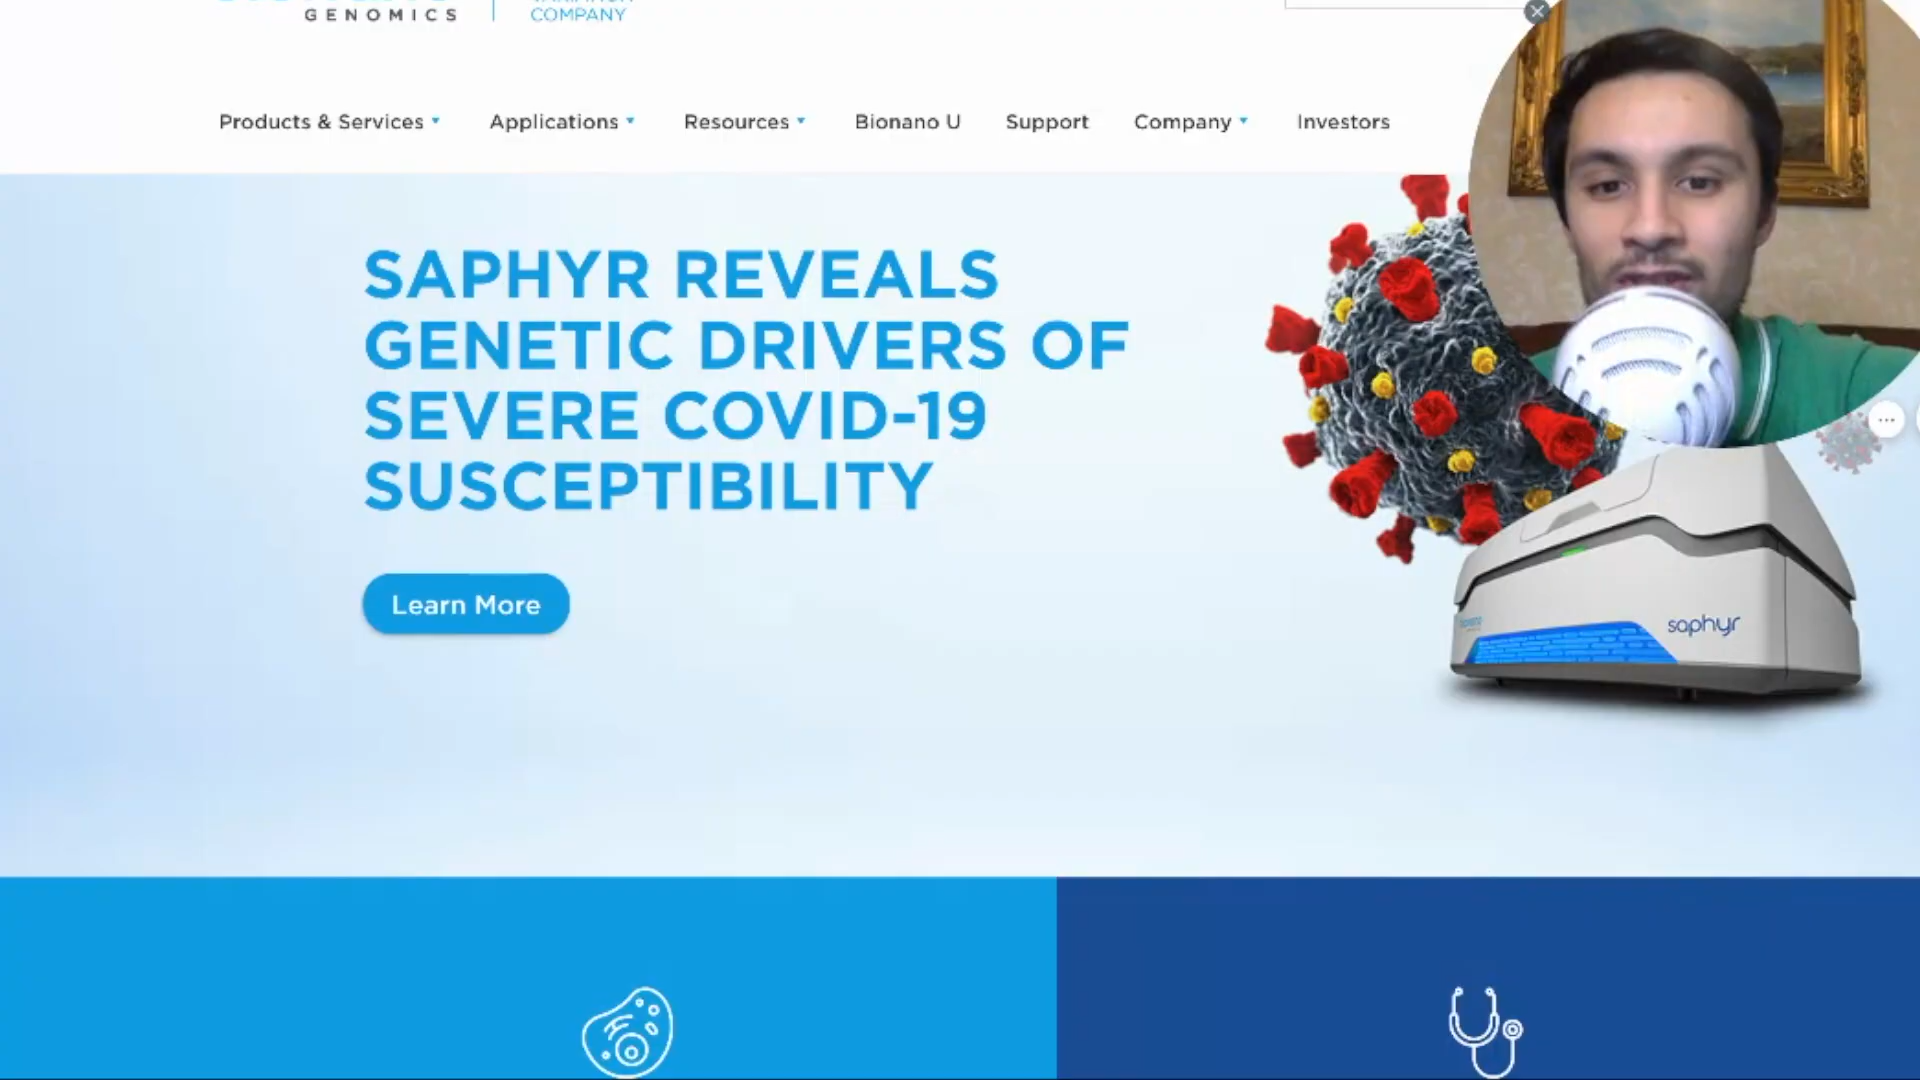 GENOMICS
COMPANY
Products & Services
Applications
Resources
Bionano U
Support
Company
Investors
SAPHYR REVEALS
GENETIC DRIVERS OF
SEVERE COVID-19
SUSCEPTIBILITY
Learn More
saphyr